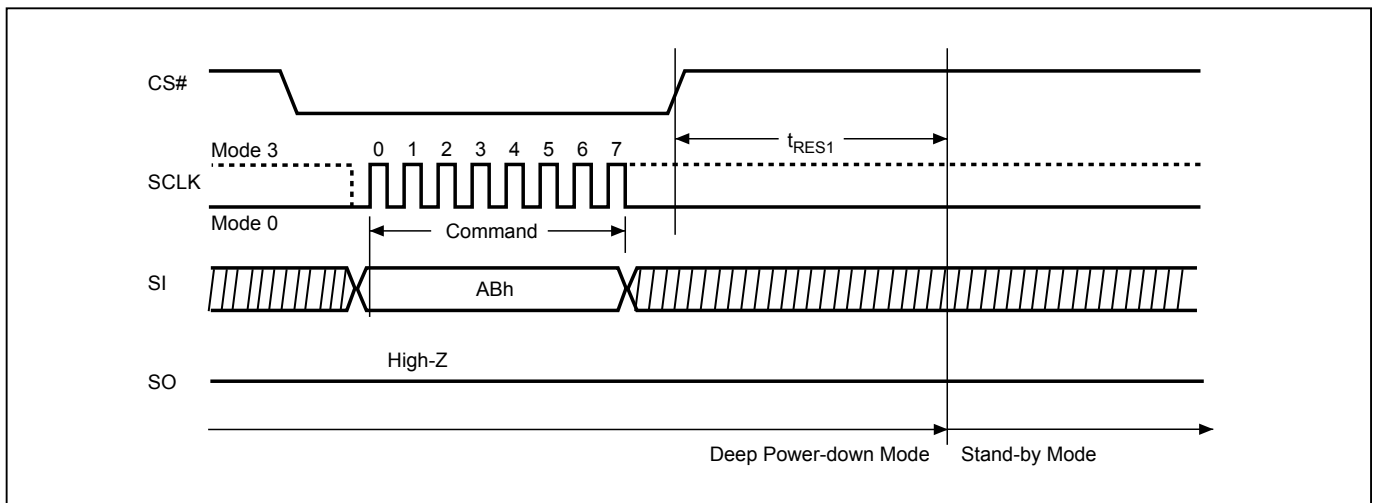 CS#
tRES1
Mode 3
0 1 2 3 4 5 6 7
SCLK
Mode 0
Command
SI
ABh
High-Z
SO
Deep Power-down Mode
Stand-by Mode